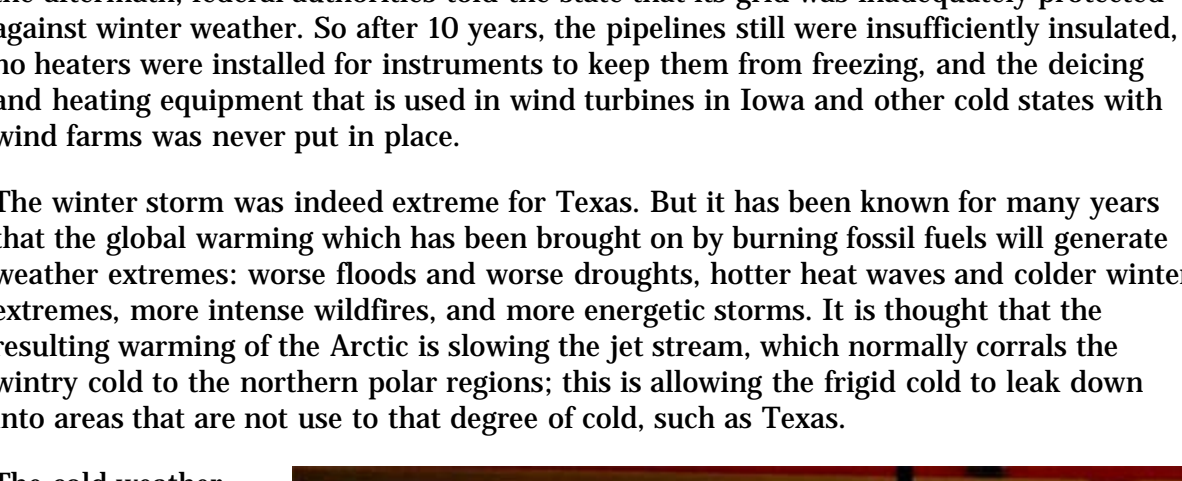 the aftermath, federal authorities told the state that its grid was inadequately protected
against winter weather. So after 10 years, the pipelines still were insufficiently insulated,
no heaters were installed for instruments to keep them from freezing, and the deicing
and heating equipment that is used in wind turbines in Iowa and other cold states with
wind farms was never put in place.
The winter storm was indeed extreme for Texas. But it has been known for many years
that the global warming which has been brought on by burning fossil fuels will generate
weather extremes: worse floods and worse droughts, hotter heat waves and colder winter
extremes, more intense wildfires, and more energetic storms. It is thought that the
resulting warming of the Arctic is slowing the jet stream, which normally corrals the
wintry cold to the northern polar regions; this is allowing the frigid cold to leak down
into areas that are not use to that degree of cold, such as Texas.
The cold weather